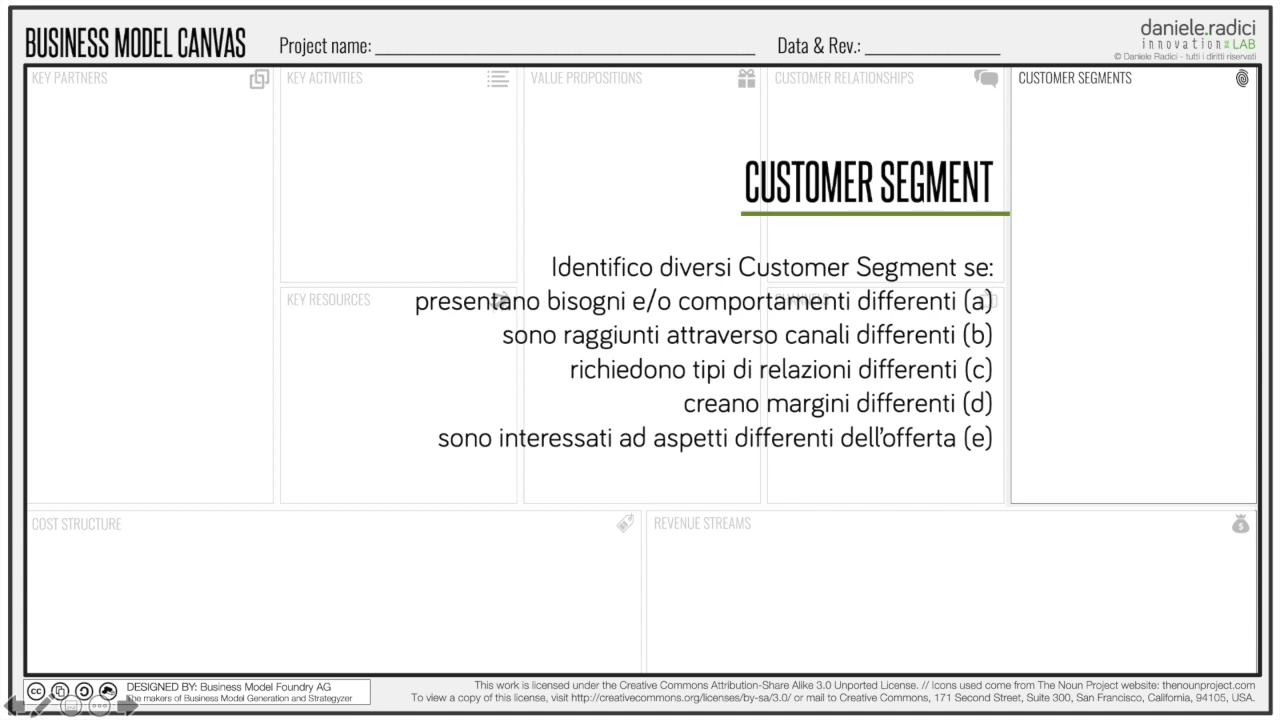 BUSINESS MODEL CANVAS
Project name:
Data & Rev.:
daniele.radici
innovation LAB
© Daniele Radici - tutti i diritti riservati
KEY PARTNERS
KEY ACTIVITIES
VALUE PROPOSITIONS
CUSTOMER RELATIONSHIPS
CUSTOMER SEGMENTS
CUSTOMER SEGMENT
Identifico diversi Customer Segment se:
KEY RESOURCES
presentano bisogni e/o comportamenti differenti (a)
sono raggiunti attraverso canali differenti (b)
richiedono tipi di relazioni differenti (c)
creano margini differenti (d)
sono interessati ad aspetti differenti dell'offerta (e)
COST STRUCTURE
REVENUE STREAMS
DESIGNED BY: Business Model Foundry AG
The makers of Business Model Generation and Strategyzer
This work is licensed under the Creative Commons Attribution-Share Alike 3.0 Unported License. // Icons used come from The Noun Project website: thenounproject.com
To view a copy of this license, visit http://creativecommons.org/licenses/by-sa/3.0/ or mail to Creative Commons, 171 Second Street, Suite 300, San Francisco, California, 94105, USA.